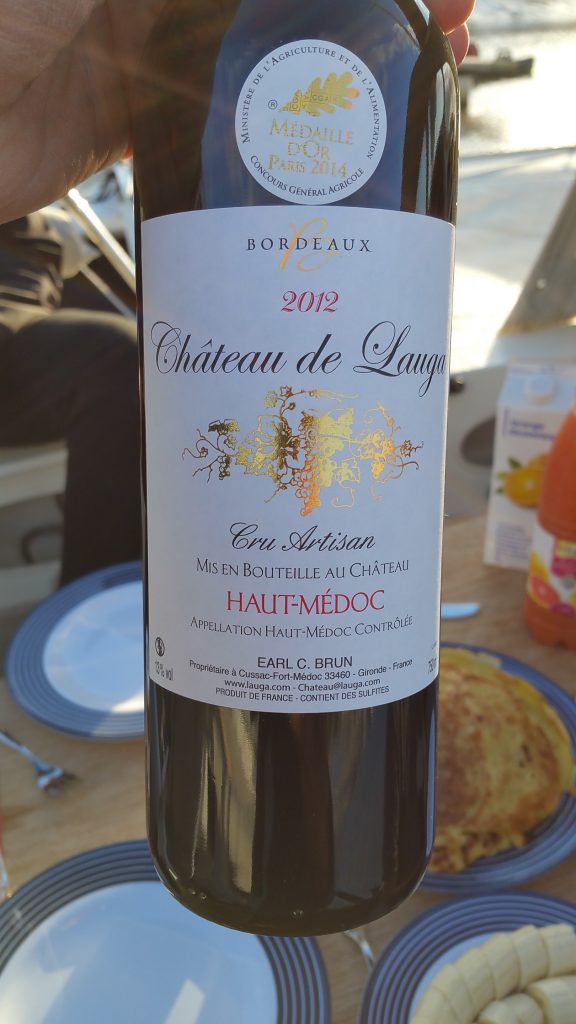 MINISTÈRE DE L'AGRICULTURE ET DE L'ALIMENTATION
®
MÉDAILLE
D'OR
PARIS 2014
CONCOURS GÉNÉRAL AGRICOLE
BORDEAUX
2012
Château de Lauga
Cru Artisan
MIS EN BOUTEILLE AU CHÂTEAU
HAUT-MÉDOC
APPELLATION HAUT-MÉDOC CONTRÔLÉE
13% vol
EARL C. BRUN
Propriétaire à Cussac-Fort-Médoc 33460 - Gironde - France
www.lauga.com - Chateau@lauga.com
PRODUIT DE FRANCE - CONTIENT DES SULFITES